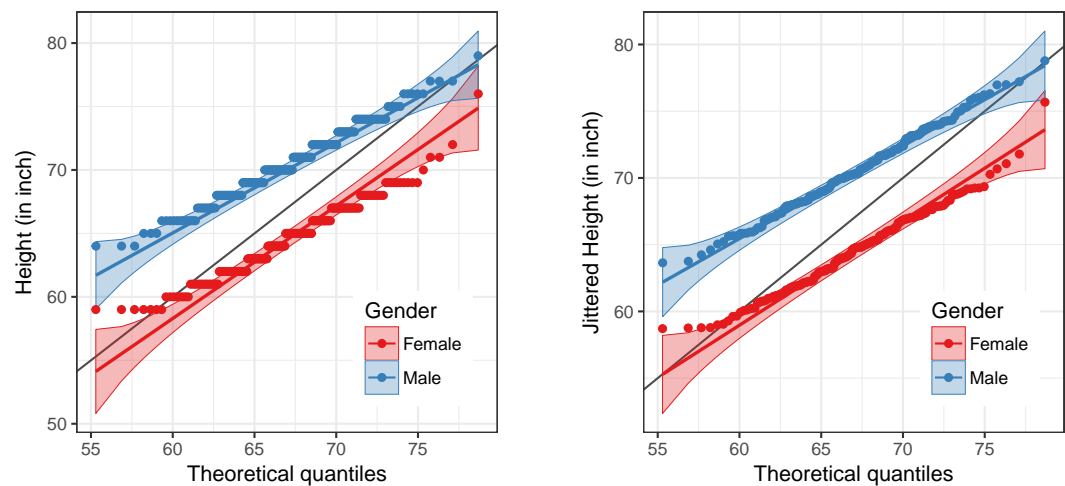 Height (in inch)
80
70
60
50
55 60 65 70 75
Theoretical quantiles
Gender
Female
Male
Jittered Height (in inch)
80
70
60
55 60 65 70 75
Theoretical quantiles
Gender
Female
Male